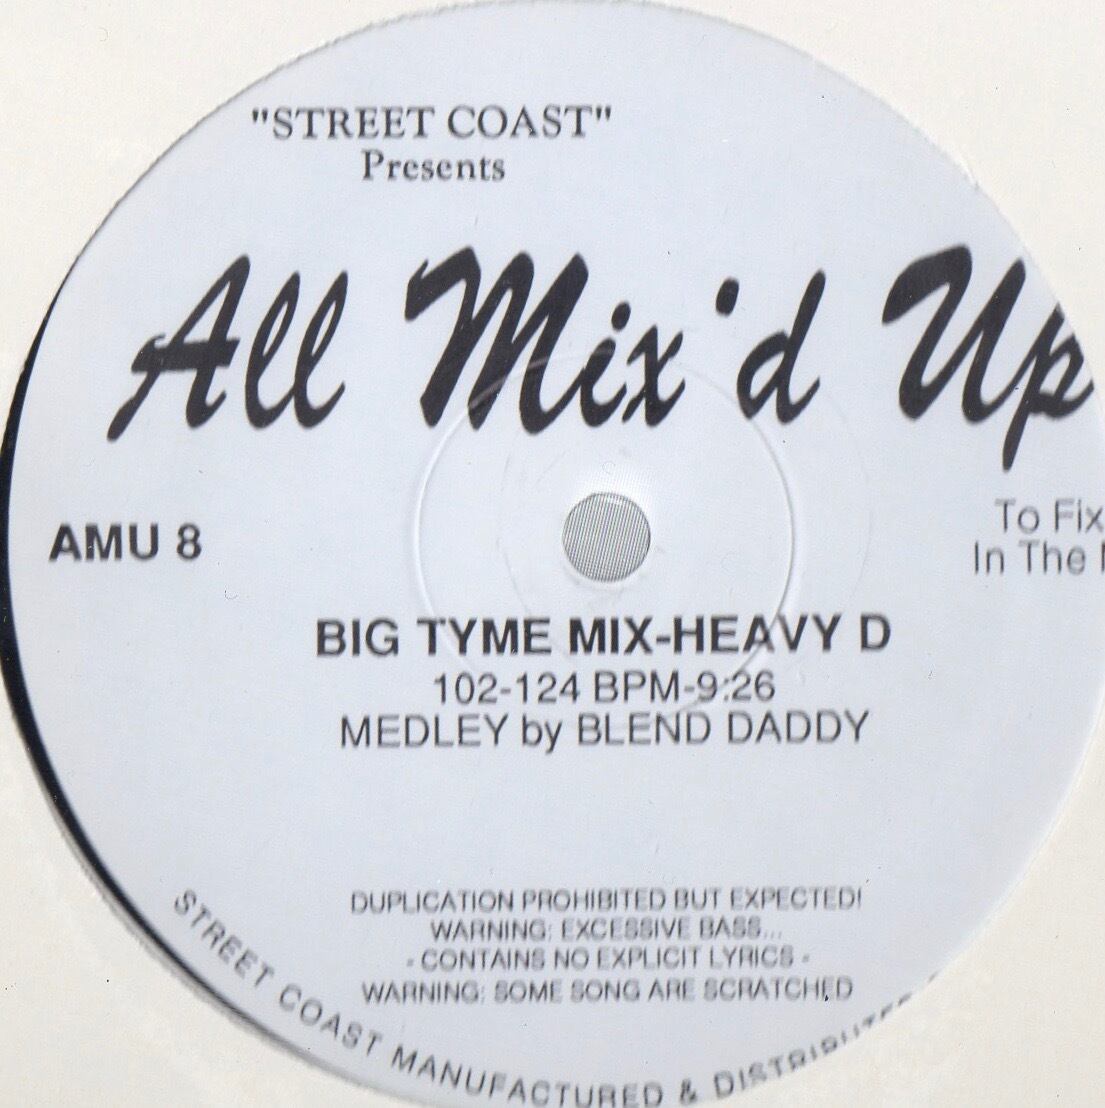 "STREET COAST"
Presents
All Mix'd Up
AMU 8
To Fix
In The
BIG TYME MIX-HEAVY D
102-124 BPM-9:26
MEDLEY by BLEND DADDY
DUPLICATION PROHIBITED BUT EXPECTED!
WARNING: EXCESSIVE BASS...
- CONTAINS NO EXPLICIT LYRICS -
WARNING: SOME SONG ARE SCRATCHED
STREET COAST MANUFACTURED &